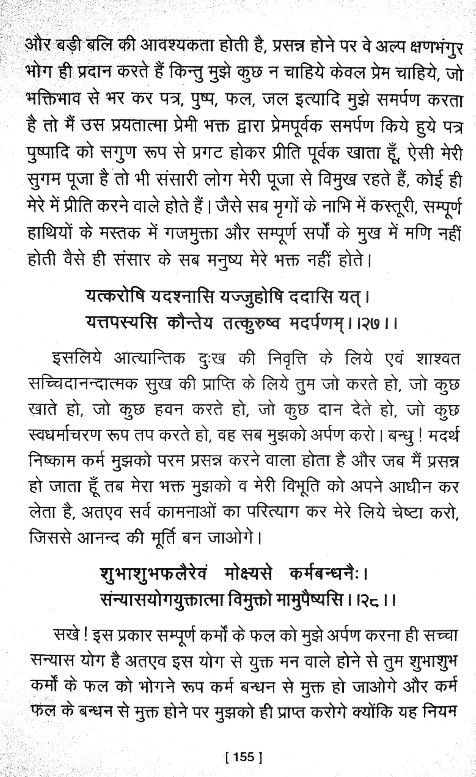 और बड़ी बलि की आवश्यकता होती है, प्रसन्न होने पर वे अल्प क्षणभंगुर
भोग ही प्रदान करते हैं किन्तु मुझे कुछ न चाहिये केवल प्रेम चाहिये, जो
भक्तिभाव से भर कर पत्र, पुष्प, फल, जल इत्यादि मुझे समर्पण करता
है तो मैं उस प्रयतात्मा प्रेमी भक्त द्वारा प्रेमपूर्वक समर्पण किये हुये पत्र
पुष्पादि को सगुण रूप से प्रगट होकर प्रीति पूर्वक खाता हूँ, ऐसी मेरी
सुगम पूजा है तो भी संसारी लोग मेरी पूजा से विमुख रहते हैं, कोई ही
मेरे में प्रीति करने वाले होते हैं। जैसे सब मृगों के नाभि में कस्तूरी, सम्पूर्ण
हाथियों के मस्तक में गजमुक्ता और सम्पूर्ण सर्पों के मुख में मणि नहीं
होती वैसे ही संसार के सब मनुष्य मेरे भक्त नहीं होते।
यत्करोषि यदश्नासि यज्जुहोषि ददासि यत्।
यत्तपस्यसि कौन्तेय तत्कुरुष्व मदर्पणम्।।२७।।
इसलिये आत्यान्तिक दुःख की निवृत्ति के लिये एवं शाश्वत
सच्चिदानन्दात्मक सुख की प्राप्ति के लिये तुम जो करते हो, जो कुछ
खाते हो, जो कुछ हवन करते हो, जो कुछ दान देते हो, जो कुछ
स्वधर्माचरण रूप तप करते हो, वह सब मुझको अर्पण करो। बन्धु! मदर्थ
निष्काम कर्म मुझको परम प्रसन्न करने वाला होता है और जब मैं प्रसन्न
हो जाता हूँ तब मेरा भक्त मुझको व मेरी विभूति को अपने आधीन कर
लेता है, अतएव सर्व कामनाओं का परित्याग कर मेरे लिये चेष्टा करो,
जिससे आनन्द की मूर्ति बन जाओगे।
शुभाशुभफलैरेवं मोक्ष्यसे कर्मबन्धनैः।
संन्यासयोगयुक्तात्मा विमुक्तो मामुपैष्यसि।।२८।।
सखे! इस प्रकार सम्पूर्ण कर्मों के फल को मुझे अर्पण करना ही सच्चा
सन्यास योग है अतएव इस योग से युक्त मन वाले होने से तुम शुभाशुभ
कर्मों के फल को भोगने रूप कर्म बन्धन से मुक्त हो जाओगे और कर्म
फल के बन्धन से मुक्त होने पर मुझको ही प्राप्त करोगे क्योंकि यह नियम
[ 155 ]